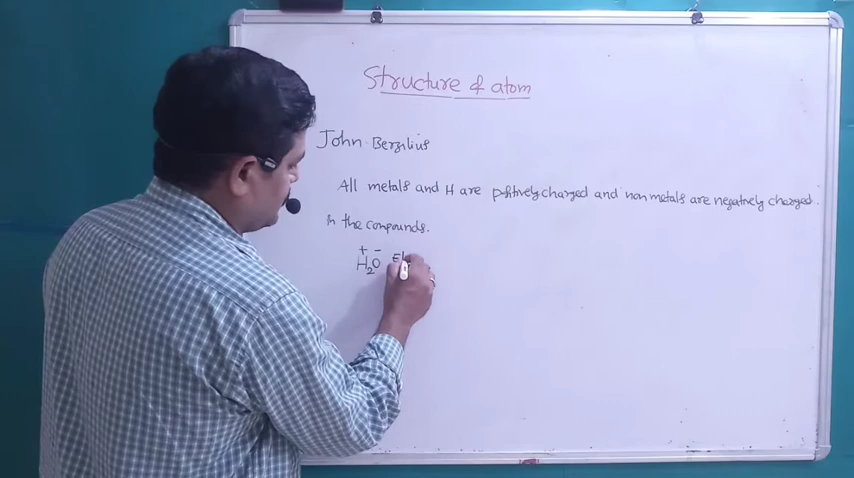 Structure of atom
John Berzilius
All metals and H are positively charged and non metals are negatively charged
in the compounds.
+ -
H₂O El